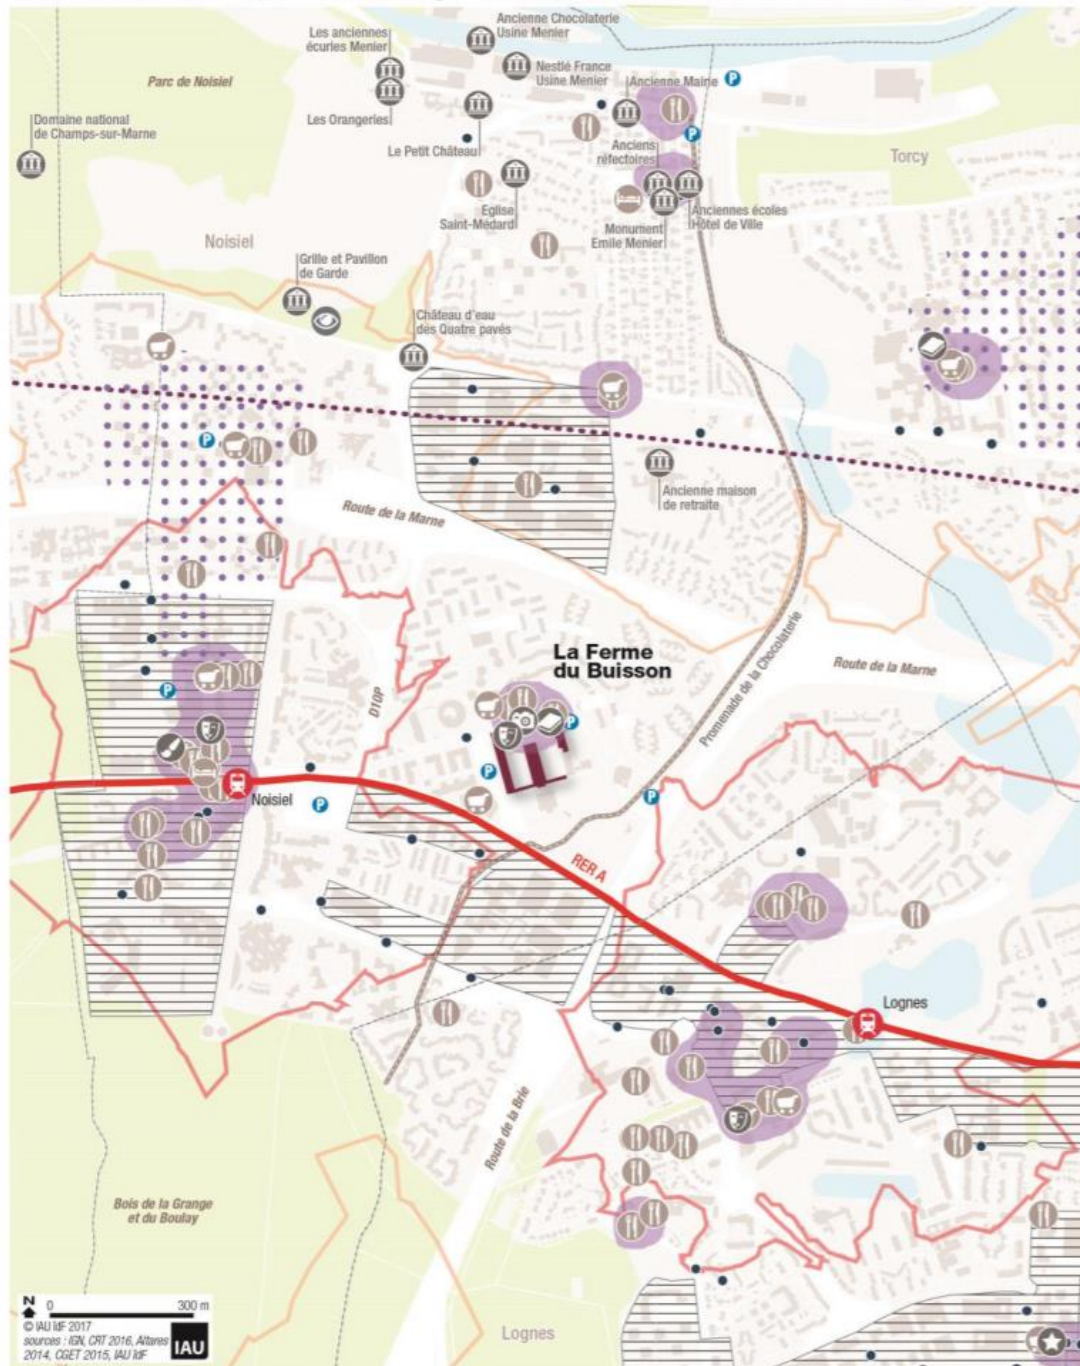 Ancienne Chocolaterie
Usine Menier
Les anciennes
écuries Menier
Nestlé France
Usine Menier
Ancienne Mairie
P
Parc de Noisiel
Les Orangeries
Domaine national
de Champs-sur-Marne
P
Le Petit Château
Anciens
réfectoires
Torcy
Eglise
Saint-Médard
Anciennes écoles
Hôtel de Ville
Monument
Emile Menier
Noisiel
Grille et Pavillon
de Garde
Château d'eau
des Quatre pavés
P
Ancienne maison
de retraite
Route de la Marne
La Ferme
du Buisson
Promenade de la Chocolaterie
Route de la Marne
D10P
P
P
P
Noisiel
P
P
RER A
Lognes
Route de la Brie
Bois de la Grange
et du Boulay
N
0 300 m
© IAU îdF 2017
sources : IGN, CRT 2016, Altares
2014, CGET 2015, IAU îdF
IAU
Lognes